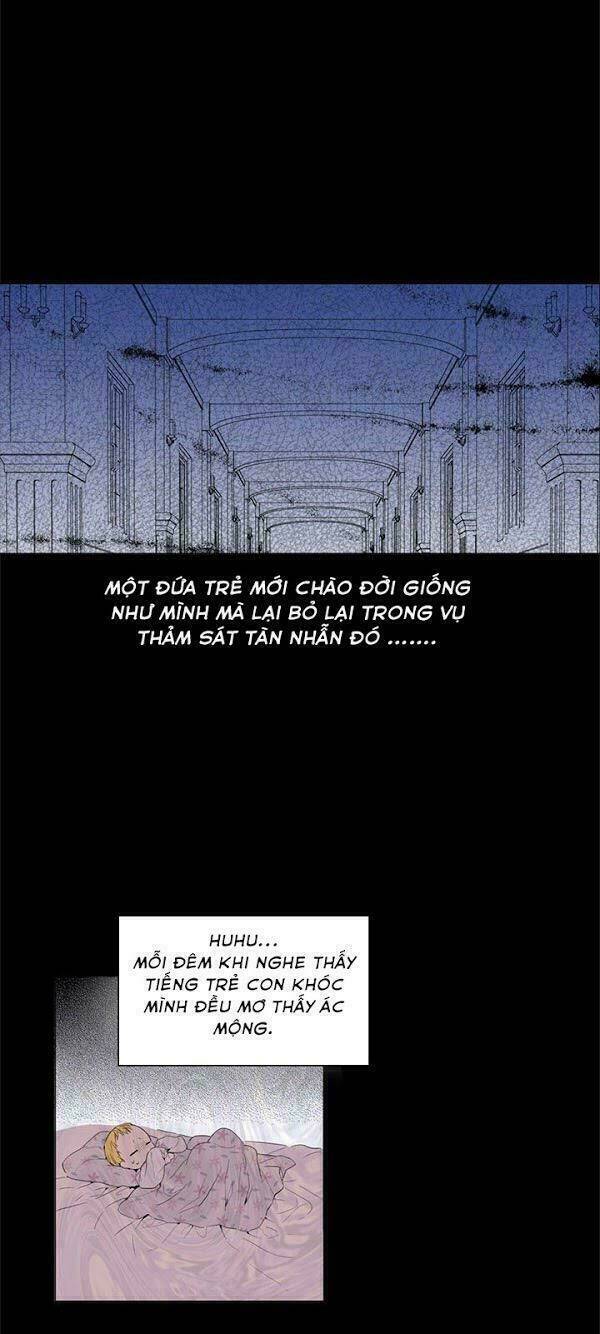 MỘT ĐỨA TRẺ MỚI CHÀO ĐỜI GIỐNG
NHƯ MÌNH MÀ LẠI BỎ LẠI TRONG VỤ
THẢM SÁT TÀN NHẪN ĐÓ .......
HUHU...
MỖI ĐÊM KHI NGHE THẤY
TIẾNG TRẺ CON KHÓC
MÌNH ĐỀU MƠ THẤY ÁC
MỘNG.